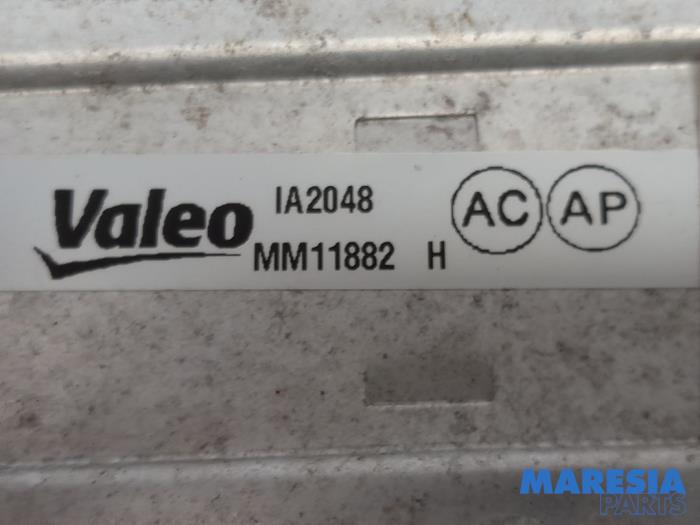 Valeo
IA2048
MM11882 H
AC
AP
MARESIA
PARTS